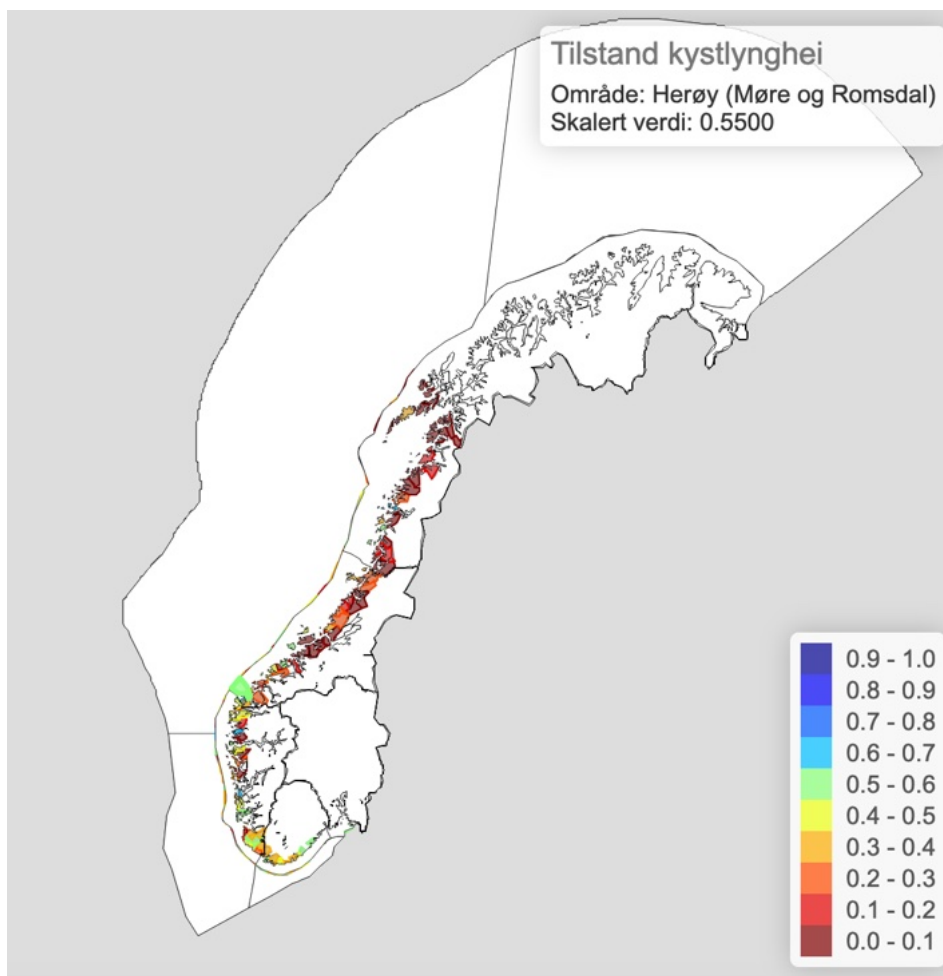 Tilstand kystlynghei
Område: Herøy (Møre og Romsdal)
Skalert verdi: 0.5500
0.9 - 1.0
0.8 - 0.9
0.7 - 0.8
0.6 - 0.7
0.5 - 0.6
0.4 - 0.5
0.3 - 0.4
0.2 - 0.3
0.1 - 0.2
0.0 - 0.1